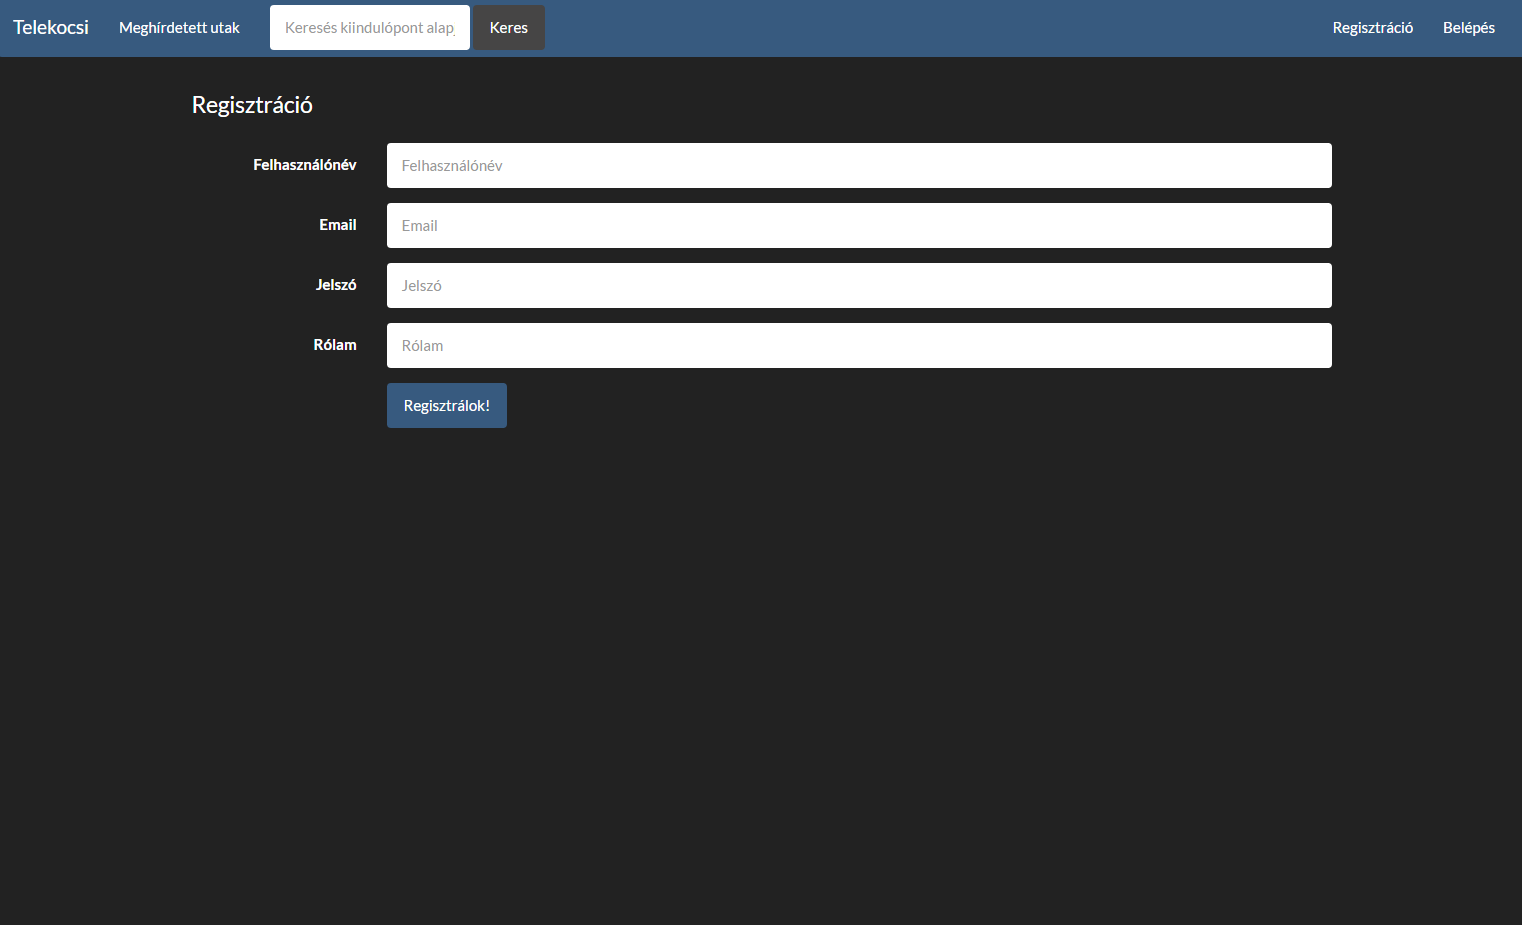 Telekocsi Meghírdetett utak Keresés kiindulópont alap Keres Regisztráció Belépés
Regisztráció
Felhasználónév Felhasználónév
Email Email
Jelszó Jelszó
Rólam Rólam
Regisztrálok!